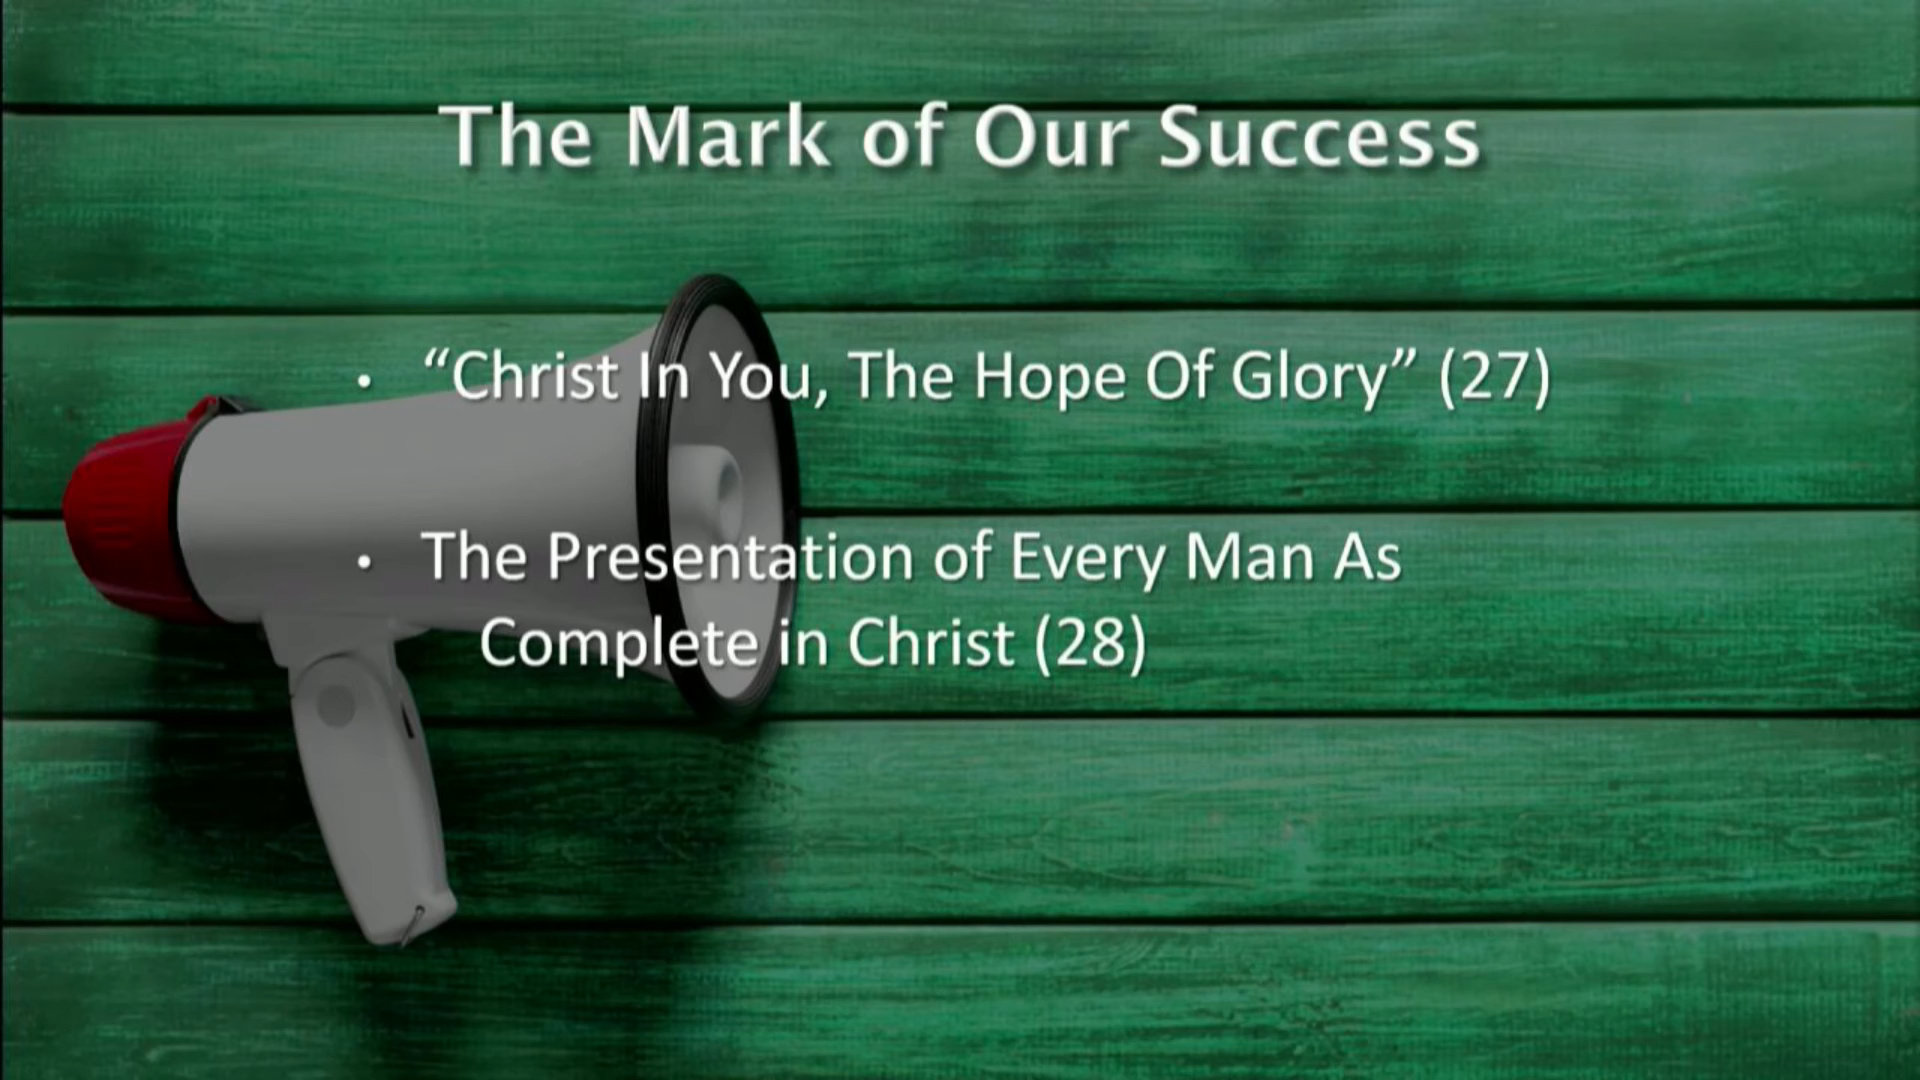 The Mark of Our Success
• “Christ In You, The Hope Of Glory” (27)
• The Presentation of Every Man As
Complete in Christ (28)